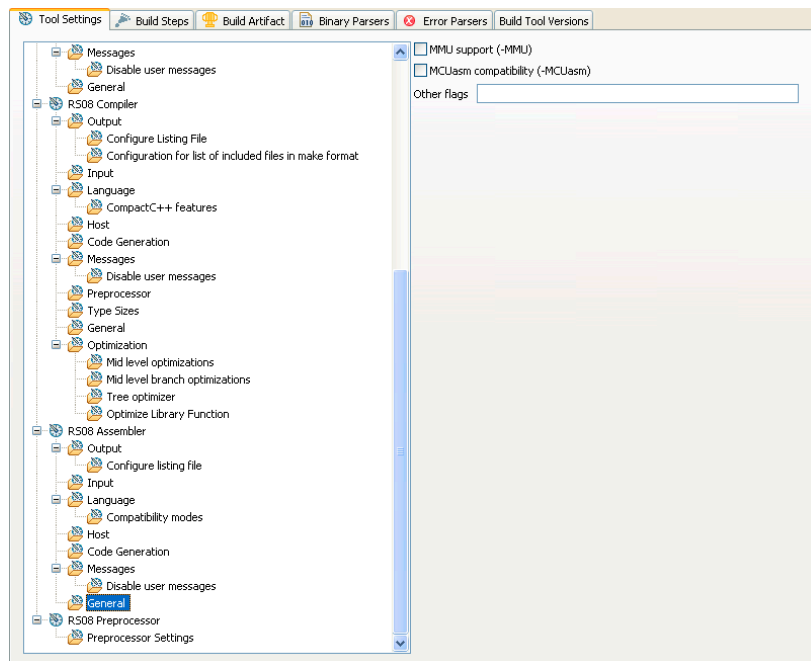 Tool Settings Build Steps Build Artifact Binary Parsers Error Parsers Build Tool Versions
Messages
Disable user messages
General
RS08 Compiler
Output
Configure Listing File
Configuration for list of included files in make format
Input
Language
CompactC++ features
Host
Code Generation
Messages
Disable user messages
Preprocessor
Type Sizes
General
Optimization
Mid level optimizations
Mid level branch optimizations
Tree optimizer
Optimize Library Function
RS08 Assembler
Output
Configure listing file
Input
Language
Compatibility modes
Host
Code Generation
Messages
Disable user messages
General
RS08 Preprocessor
Preprocessor Settings
MMU support (-MMU)
MCUasm compatibility (-MCUasm)
Other flags